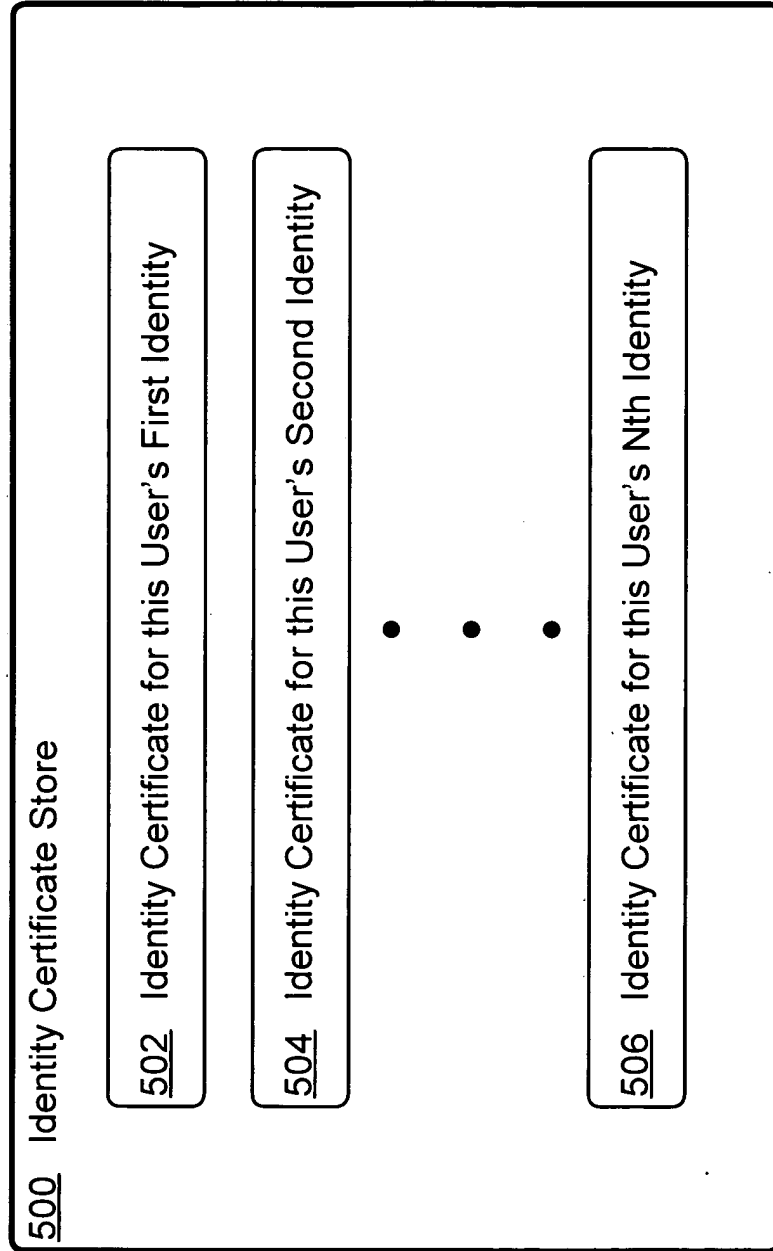 500 Identity Certificate Store
502 Identity Certificate for this User's First Identity
504 Identity Certificate for this User's Second Identity
506 Identity Certificate for this User's Nth Identity